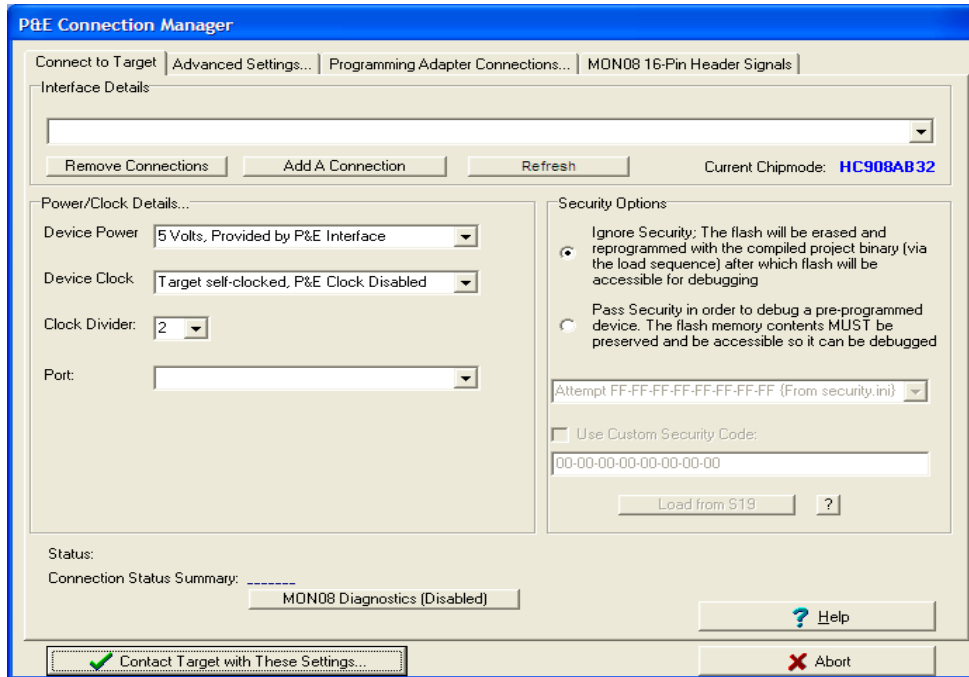 P&E Connection Manager
Connect to Target
Advanced Settings...
Programming Adapter Connections...
MON08 16-Pin Header Signals
Interface Details
Remove Connections
Add A Connection
Refresh
Current Chipmode: HC908AB32
Power/Clock Details...
Device Power
5 Volts, Provided by P&E Interface
Device Clock
Target self-clocked, P&E Clock Disabled
Clock Divider:
2
Port:
Security Options
Ignore Security; The flash will be erased and
reprogrammed with the compiled project binary (via
the load sequence) after which flash will be
accessible for debugging
Pass Security in order to debug a pre-programmed
device. The flash memory contents MUST be
preserved and be accessible so it can be debugged
Attempt FF-FF-FF-FF-FF-FF-FF-FF {From security.ini}
Use Custom Security Code:
00-00-00-00-00-00-00-00
Load from S19
?
Status:
Connection Status Summary: _______
MON08 Diagnostics (Disabled)
? Help
Contact Target with These Settings...
Abort